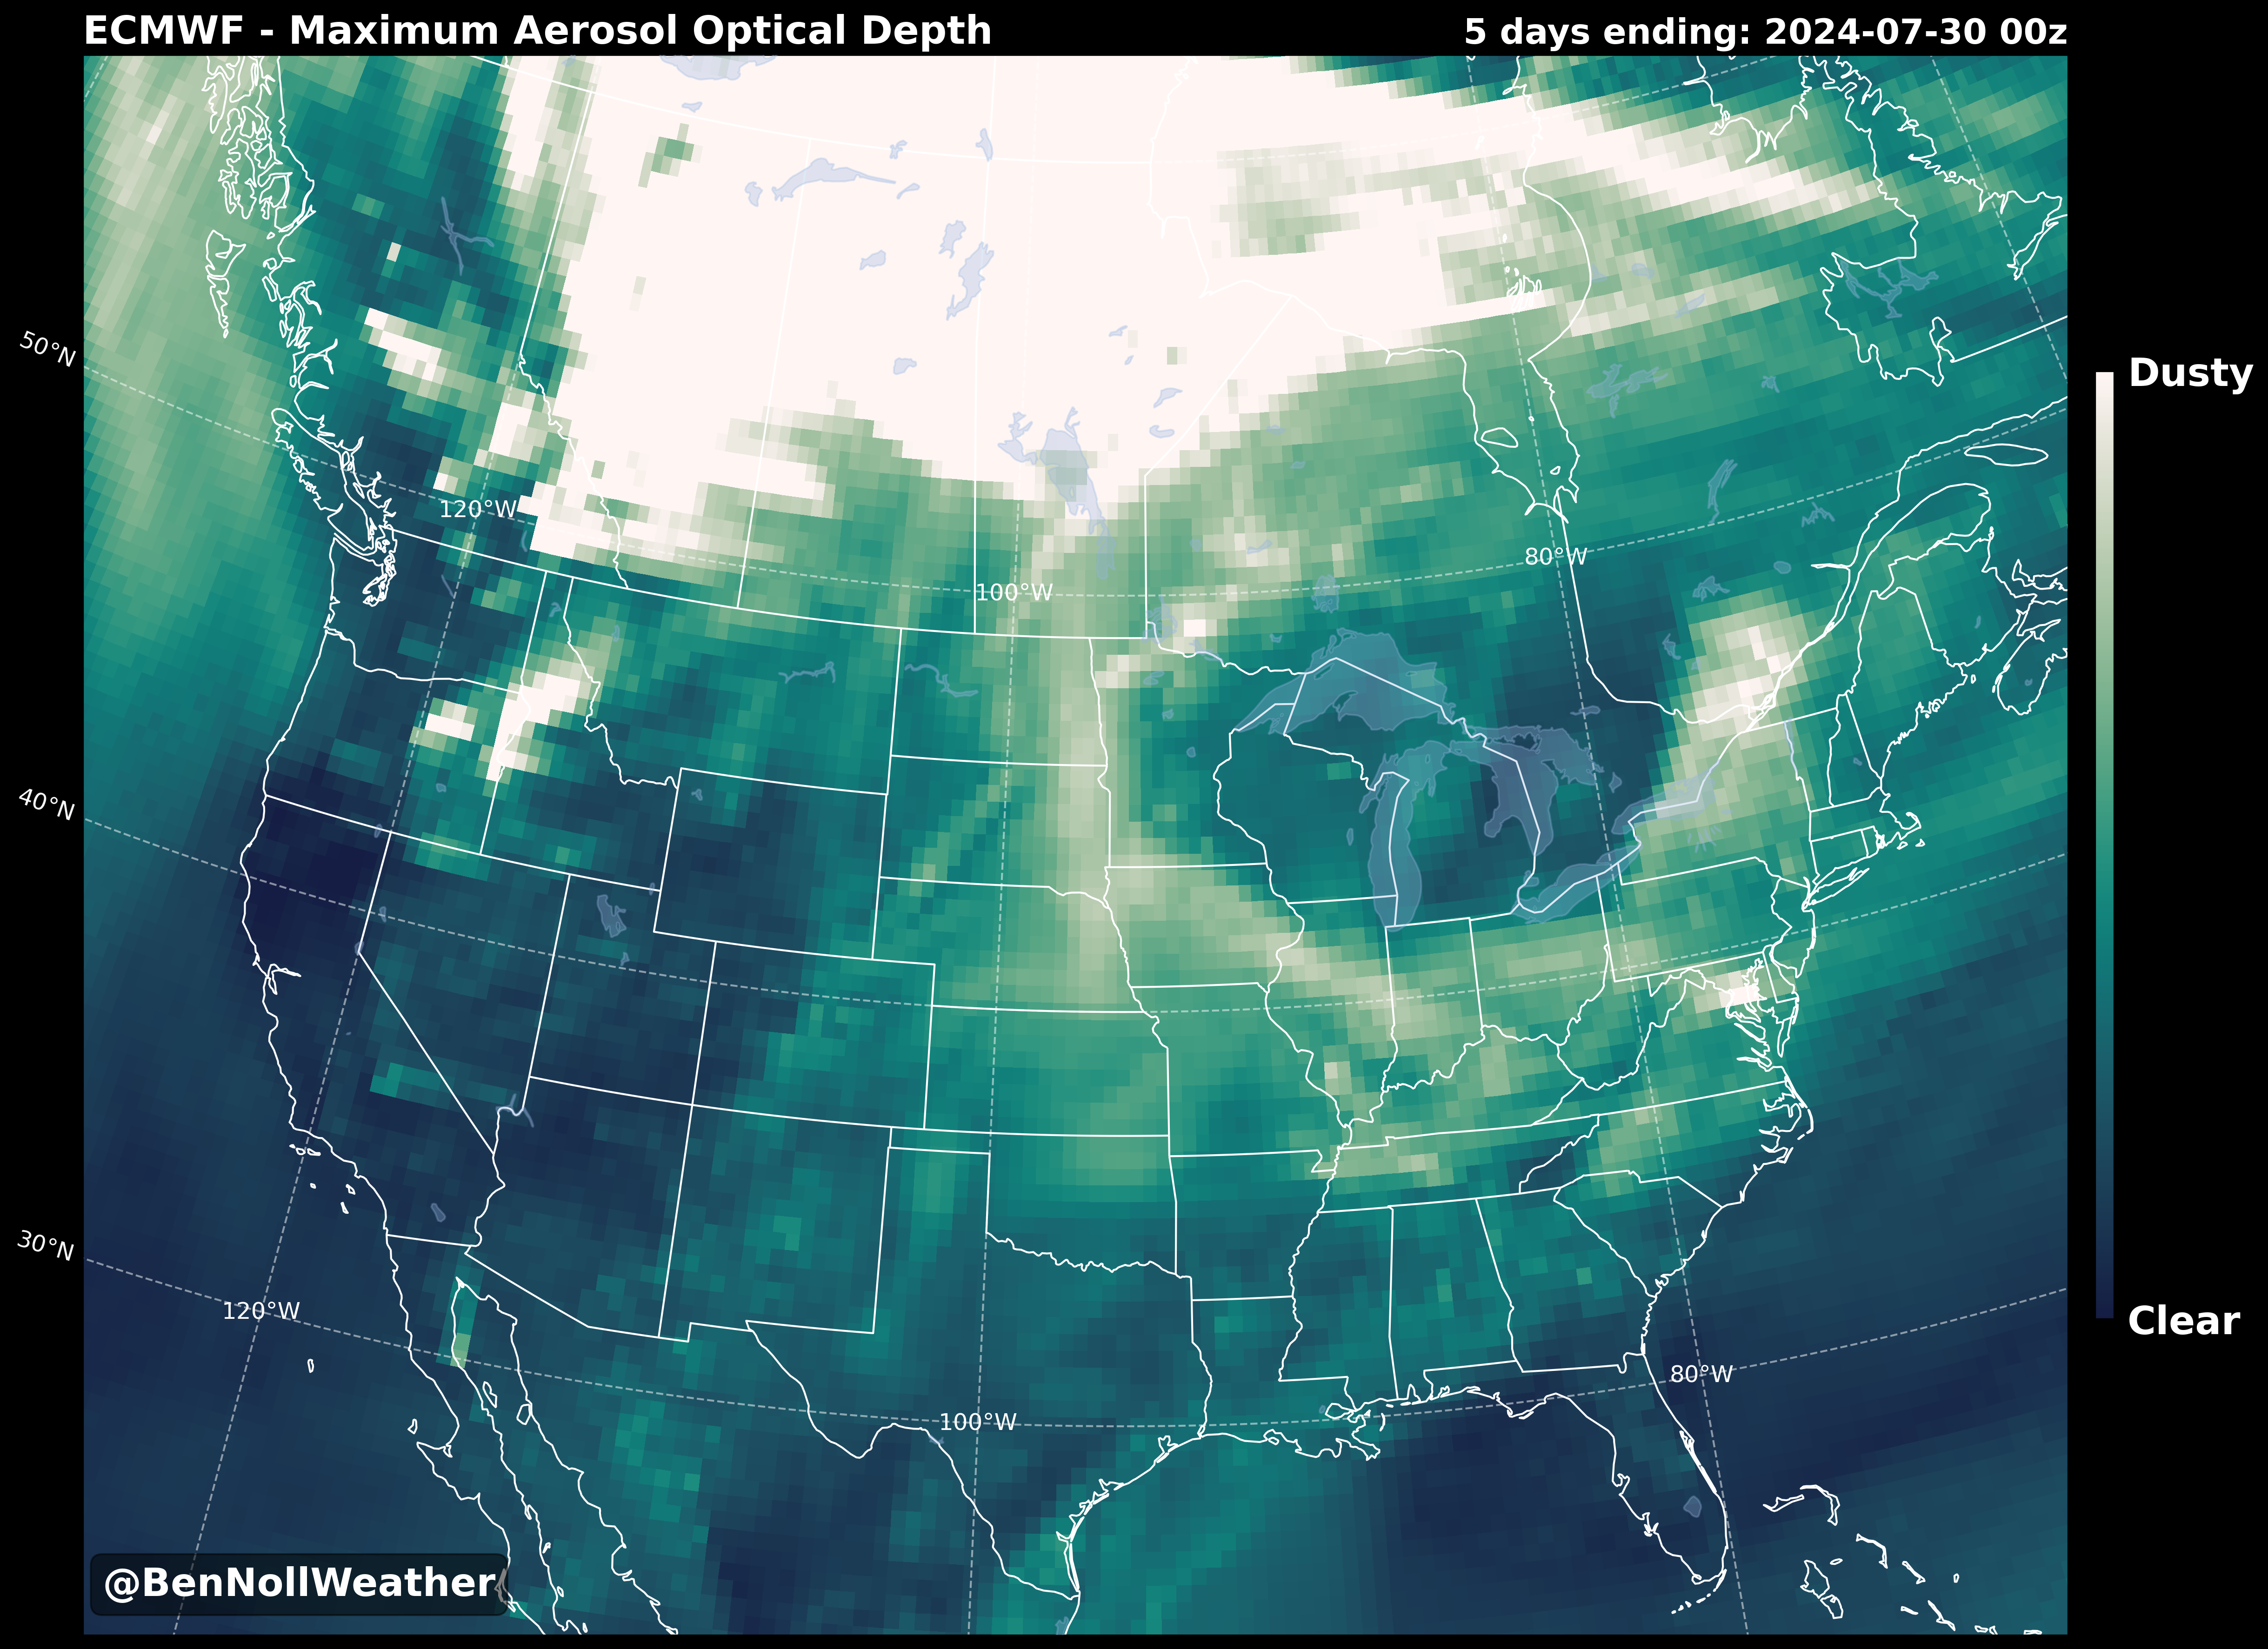 ECMWF - Maximum Aerosol Optical Depth
5 days ending: 2024-07-30 00z
50°N
Dusty
120°W
80°W
100°W
40°N
30°N
120°W
Clear
80°W
100°W
@BenNollWeather